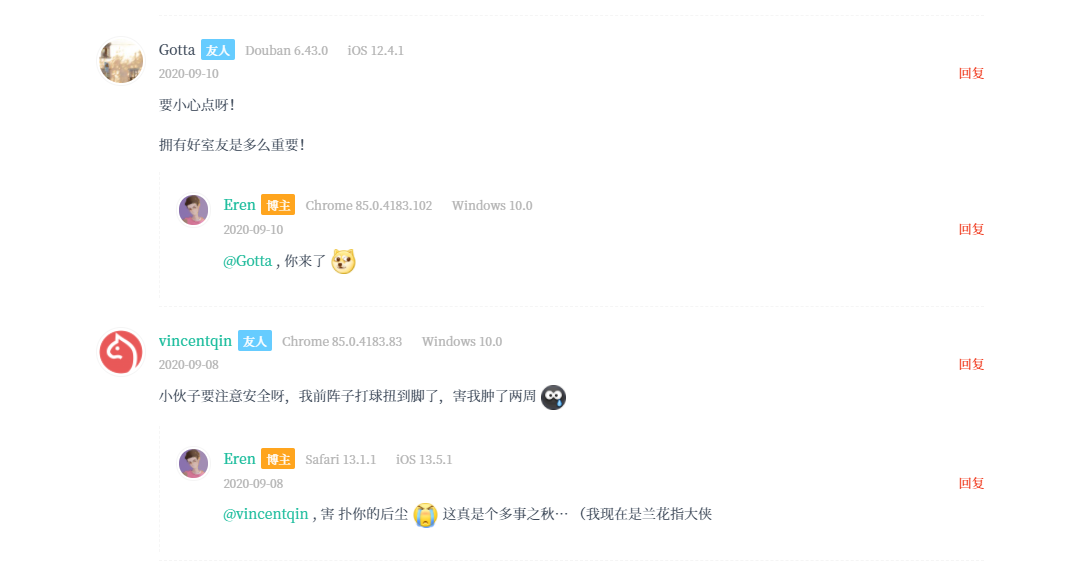 Gotta 友人 Douban 6.43.0 iOS 12.4.1
2020-09-10 回复
要小心点呀！
拥有好室友是多么重要！
Eren 博主 Chrome 85.0.4183.102 Windows 10.0
2020-09-10 回复
@Gotta , 你来了
vincentqin 友人 Chrome 85.0.4183.83 Windows 10.0
2020-09-08 回复
小伙子要注意安全呀，我前阵子打球扭到脚了，害我肿了两周
Eren 博主 Safari 13.1.1 iOS 13.5.1
2020-09-08 回复
@vincentqin , 害 扑你的后尘 这真是个多事之秋…（我现在是兰花指大侠